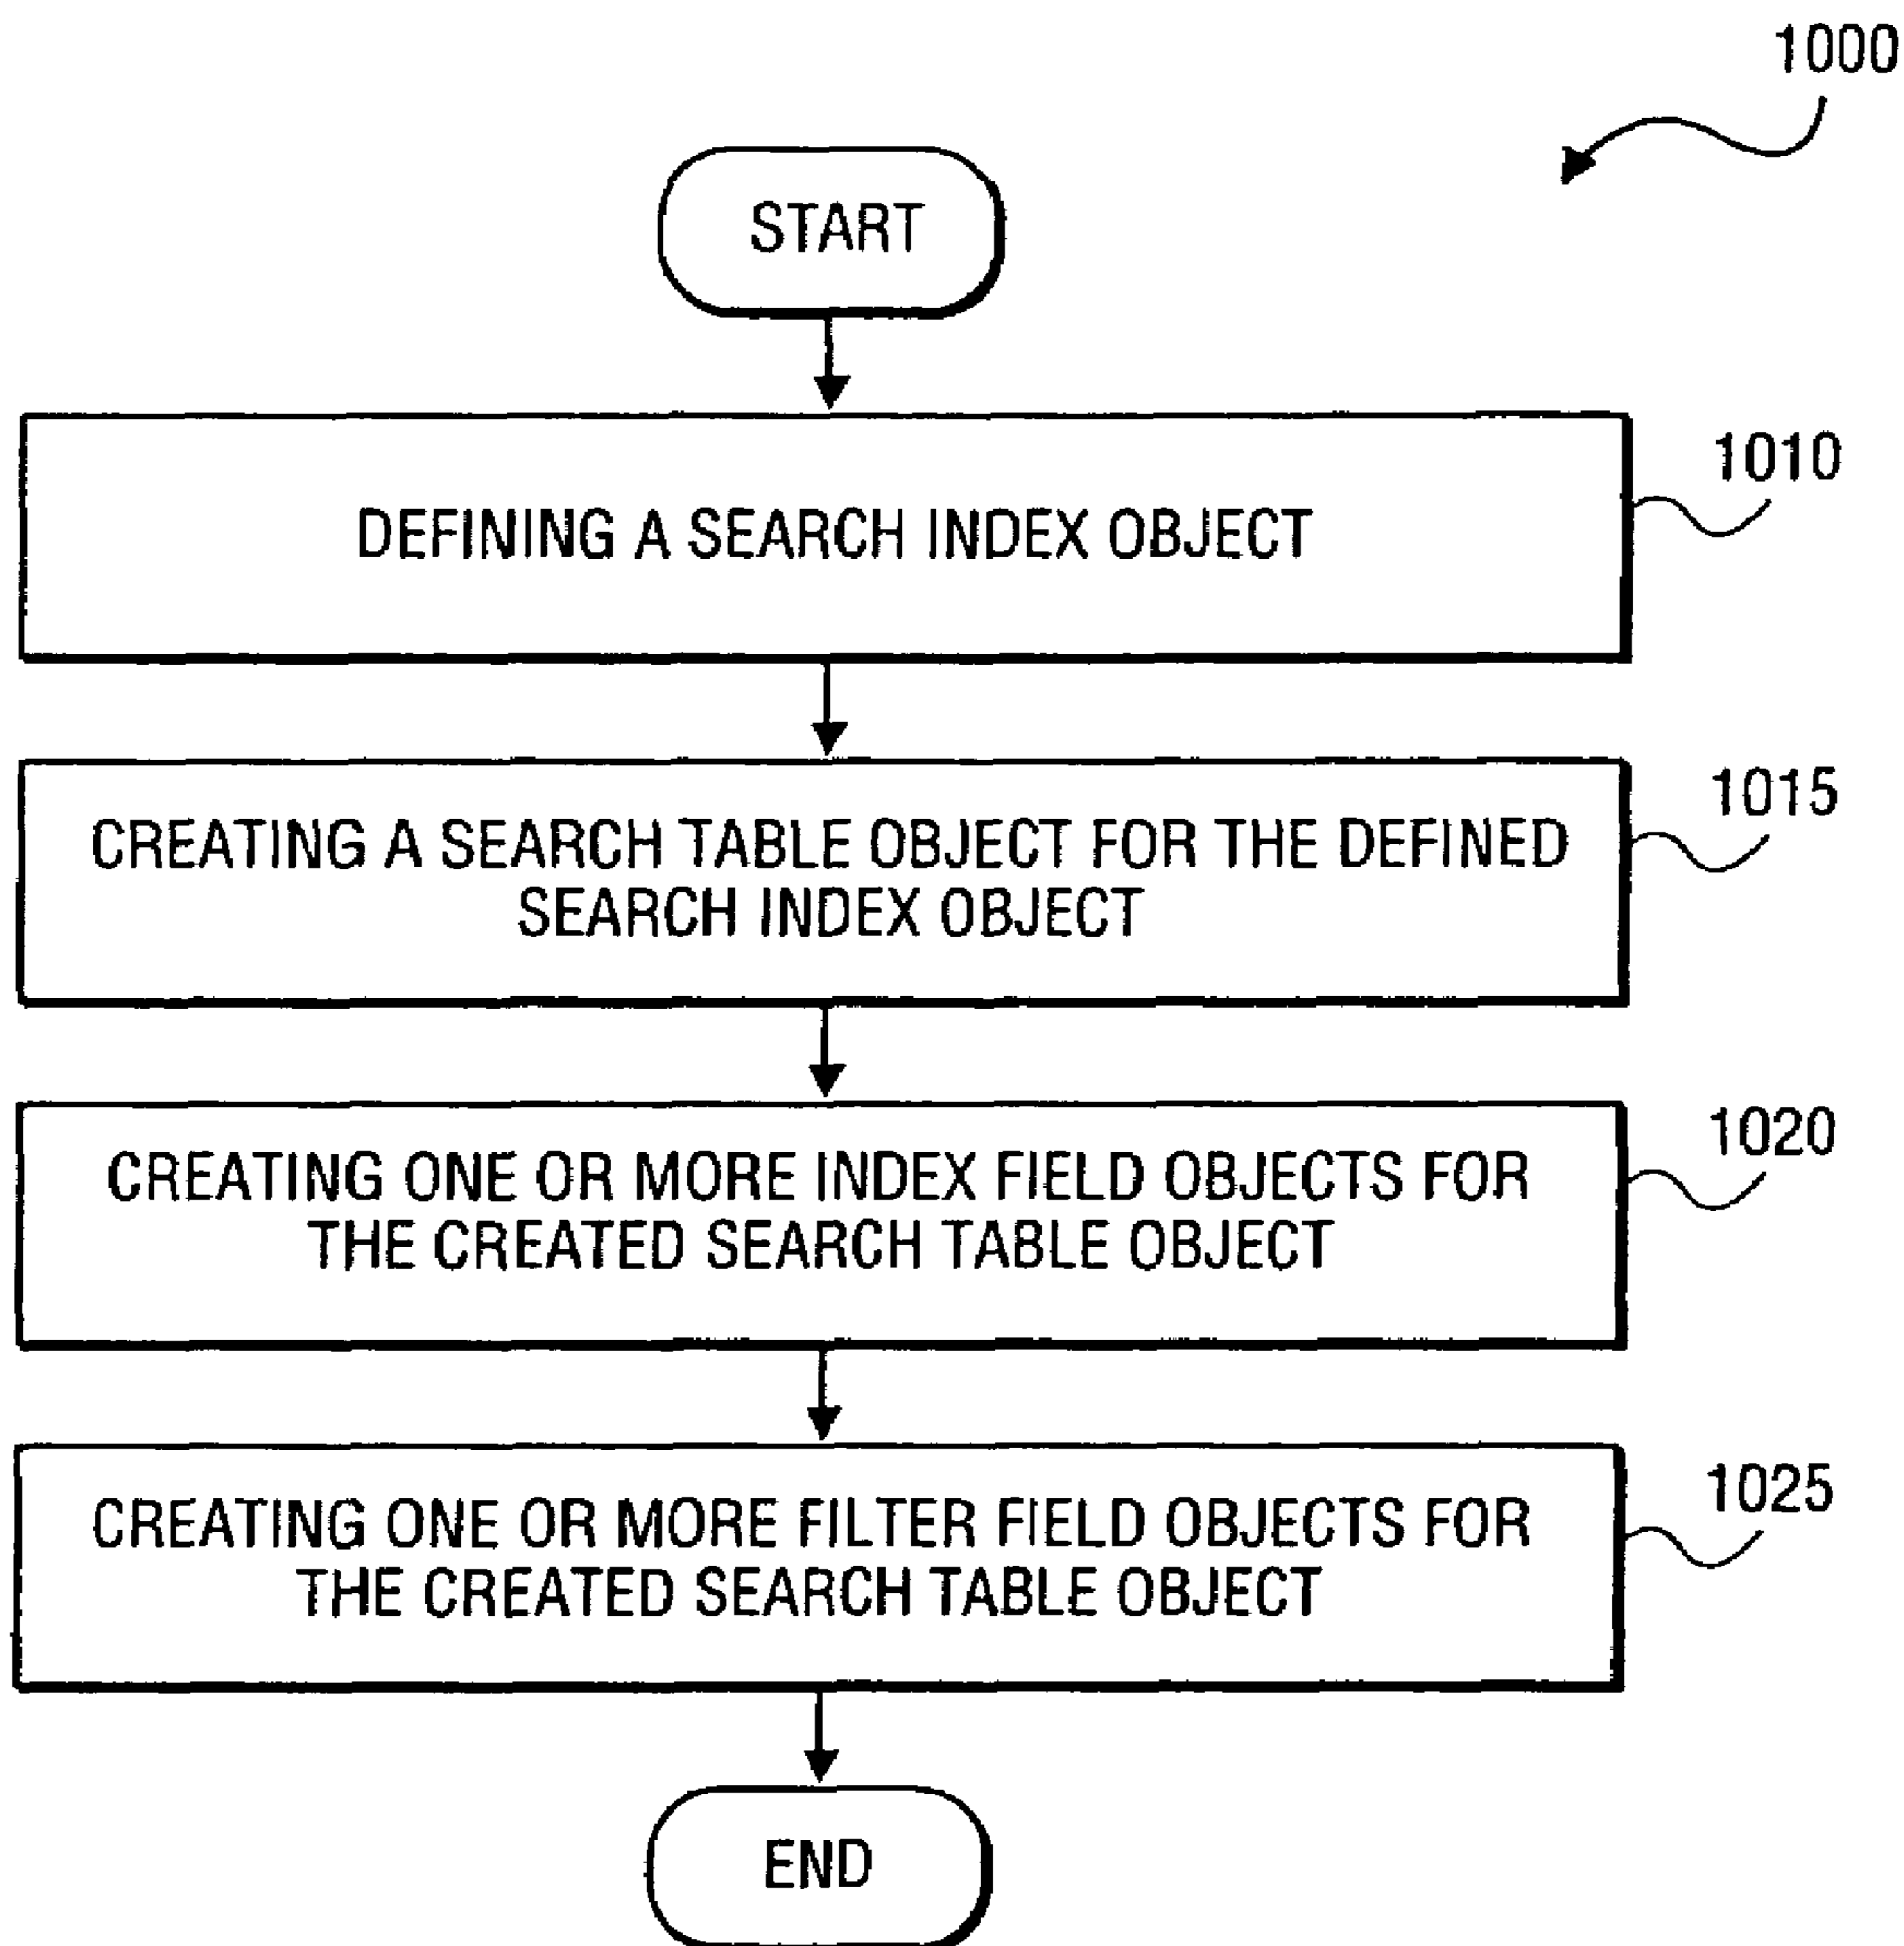 1000
START
DEFINING A SEARCH INDEX OBJECT
1010
CREATING A SEARCH TABLE OBJECT FOR THE DEFINED
SEARCH INDEX OBJECT
1015
CREATING ONE OR MORE INDEX FIELD OBJECTS FOR
THE CREATED SEARCH TABLE OBJECT
1020
CREATING ONE OR MORE FILTER FIELD OBJECTS FOR
THE CREATED SEARCH TABLE OBJECT
1025
END